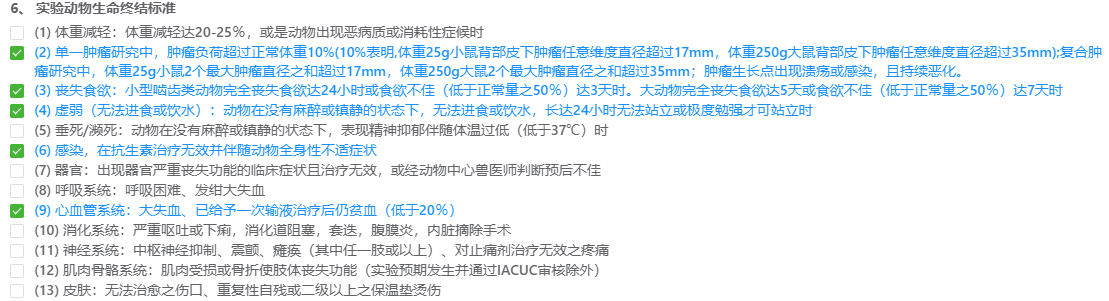 6、 实验动物生命终结标准
(1) 体重减轻：体重减轻达20-25%，或是动物出现恶病质或消耗性症候时
(2) 单一肿瘤研究中，肿瘤负荷超过正常体重10%(10%表明,体重25g小鼠背部皮下肿瘤任意维度直径超过17mm，体重250g大鼠背部皮下肿瘤任意维度直径超过35mm);复合肿
瘤研究中，体重25g小鼠2个最大肿瘤直径之和超过17mm，体重250g大鼠2个最大肿瘤直径之和超过35mm；肿瘤生长点出现溃疡或感染，且持续恶化。
(3) 丧失食欲：小型啮齿类动物完全丧失食欲达24小时或食欲不佳（低于正常量之50%）达3天时。大动物完全丧失食欲达5天或食欲不佳（低于正常量之50%）达7天时
(4) 虚弱（无法进食或饮水）：动物在没有麻醉或镇静的状态下，无法进食或饮水，长达24小时无法站立或极度勉强才可站立时
(5) 垂死/濒死：动物在没有麻醉或镇静的状态下，表现精神抑郁伴随体温过低（低于37℃）时
(6) 感染，在抗生素治疗无效并伴随动物全身性不适症状
(7) 器官：出现器官严重丧失功能的临床症状且治疗无效，或经动物中心兽医师判断预后不佳
(8) 呼吸系统：呼吸困难、发绀大失血
(9) 心血管系统：大失血、已给予一次输液治疗后仍贫血（低于20%）
(10) 消化系统：严重呕吐或下痢，消化道阻塞，套迭，腹膜炎，内脏摘除手术
(11) 神经系统：中枢神经抑制、震颤、瘫痪（其中任一肢或以上）、对止痛剂治疗无效之疼痛
(12) 肌肉骨骼系统：肌肉受损或骨折使肢体丧失功能（实验预期发生并通过IACUC审核除外）
(13) 皮肤：无法治愈之伤口、重复性自残或二级以上之保温垫烫伤